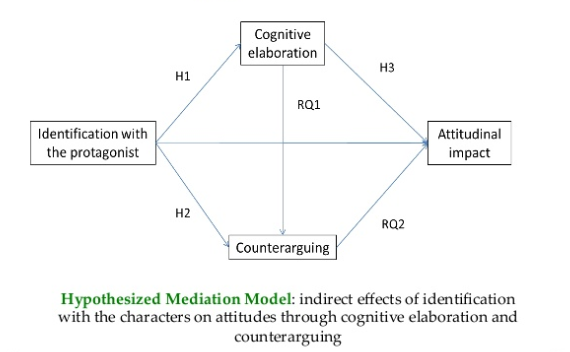 Cognitive
elaboration
H1
H3
RQ1
Identification with
the protagonist
Attitudinal
impact
H2
RQ2
Counterarguing
Hypothesized Mediation Model: indirect effects of identification
with the characters on attitudes through cognitive elaboration and
counterarguing